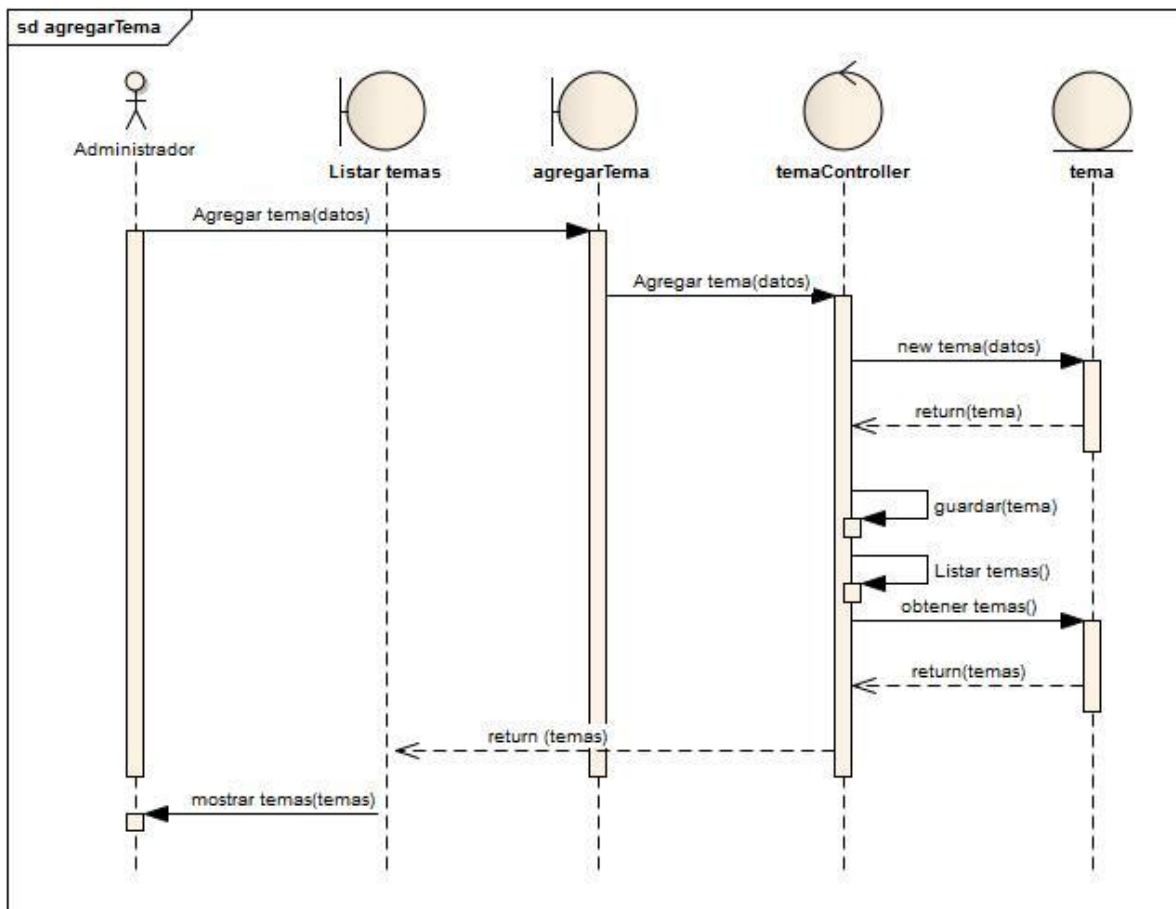 sd agregarTema
Administrador
Listar temas
agregarTema
temaController
tema
Agregar tema(datos)
Agregar tema(datos)
new tema(datos)
return(tema)
guardar(tema)
Listar temas()
obtener temas()
return(temas)
return (temas)
mostrar temas(temas)